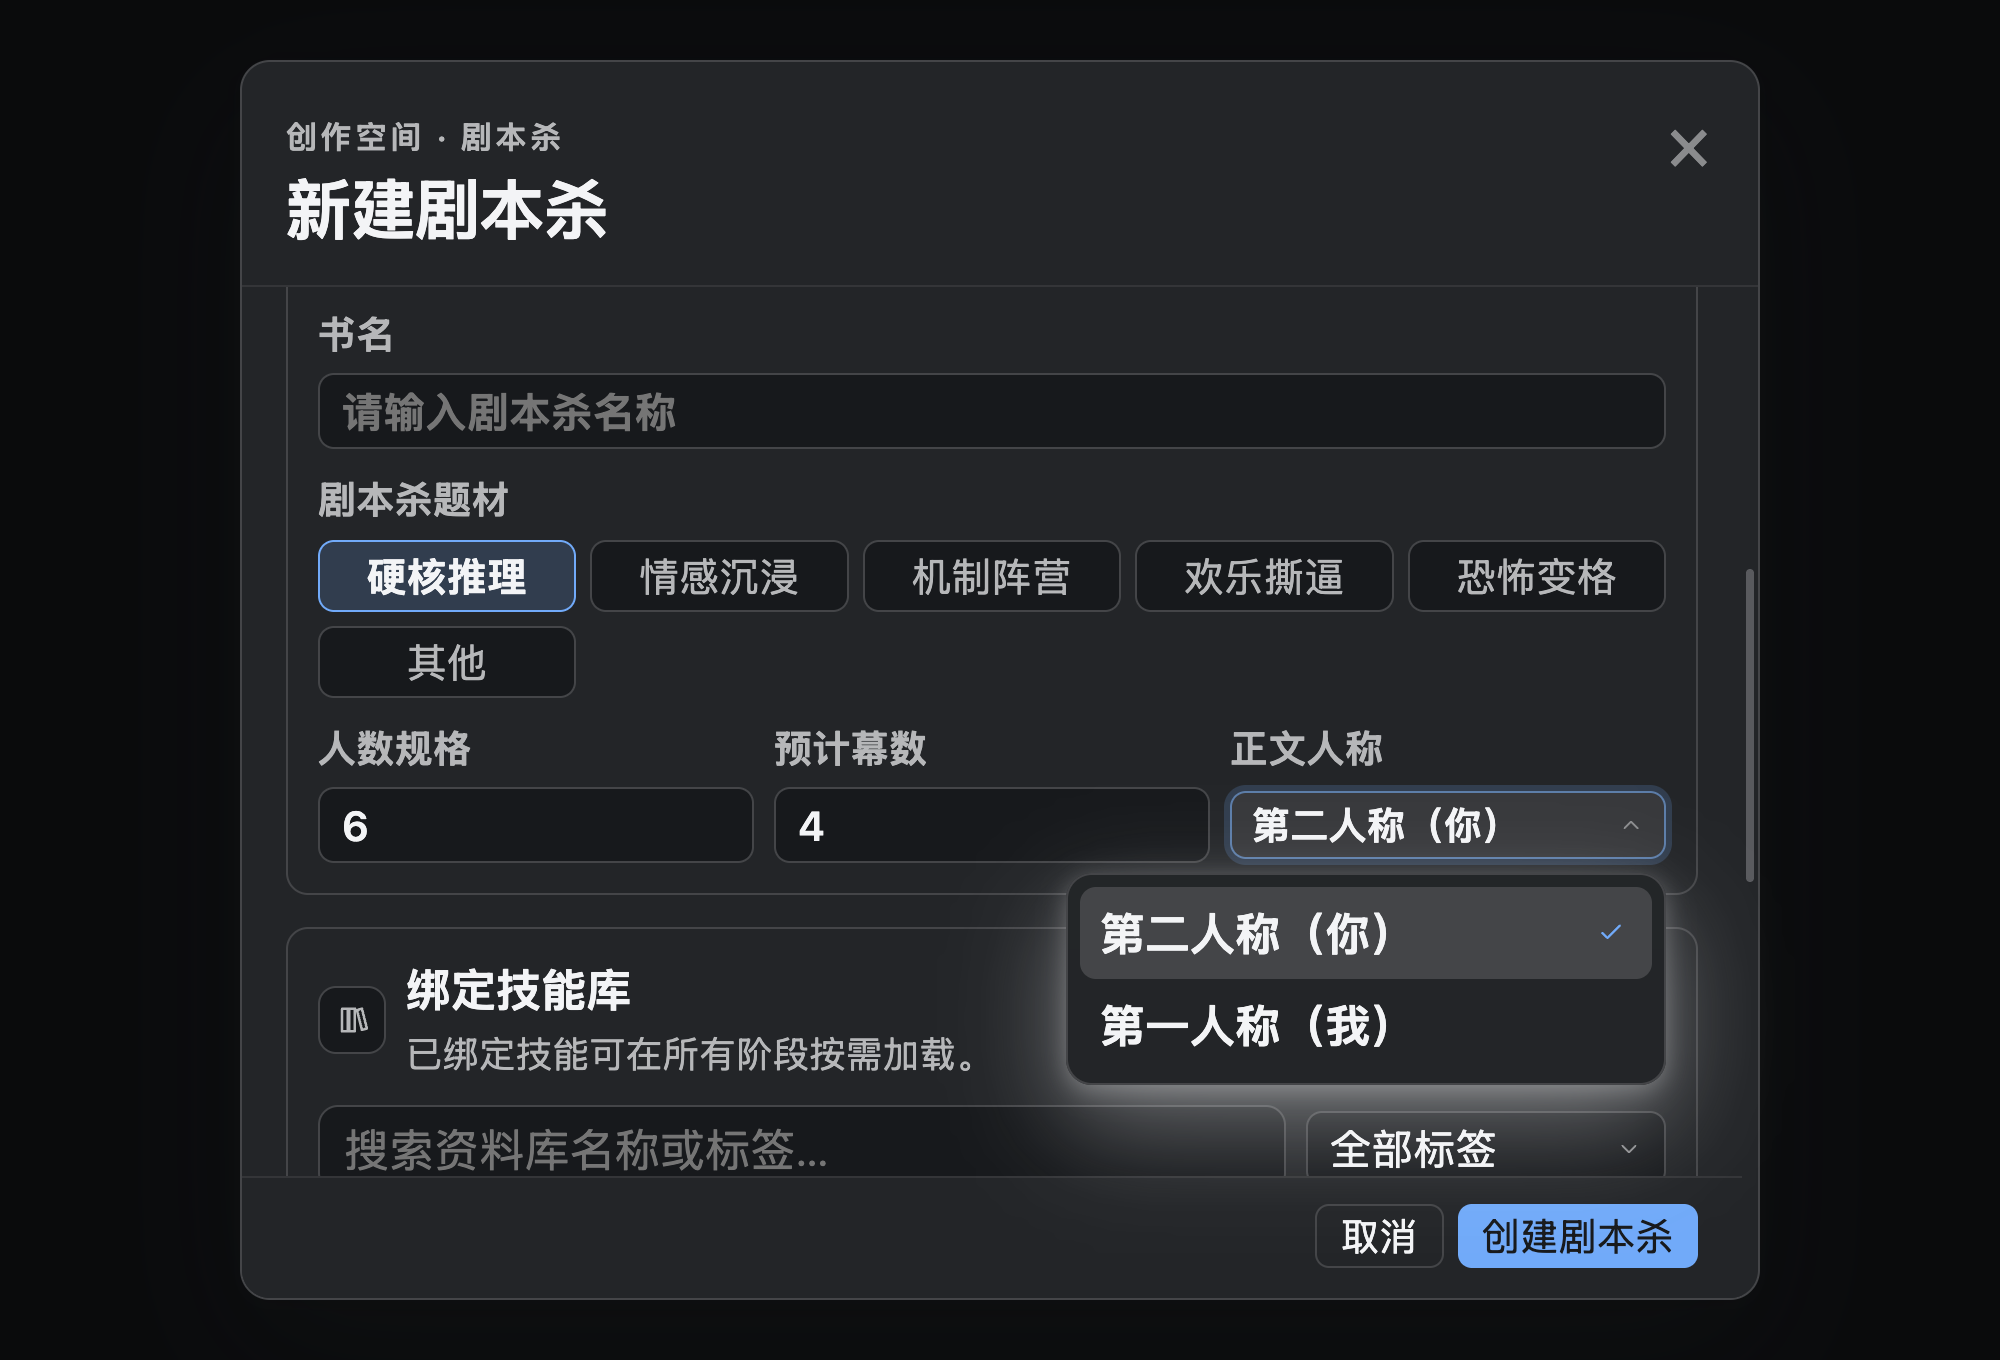 创作空间 · 剧本杀
新建剧本杀
书名
请输入剧本杀名称
剧本杀题材
硬核推理
情感沉浸
机制阵营
欢乐撕逼
恐怖变格
其他
人数规格
预计幕数
正文人称
6
4
第二人称（你）
第二人称（你）
第一人称（我）
绑定技能库
已绑定技能可在所有阶段按需加载。
搜索资料库名称或标签...
全部标签
取消
创建剧本杀